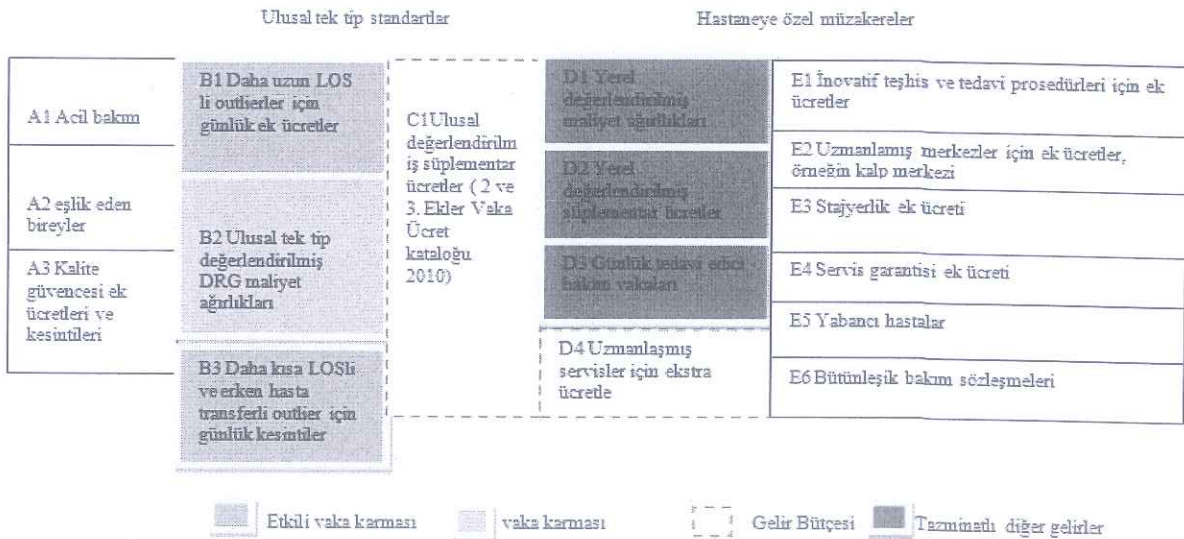 Ulusal tek tip standartlar
Hastaneye özel müzakereler
A1 Acil bakım
A2 eşlik eden
bireyler
A3 Kalite
güvencesi ek
ücretleri ve
kesintileri
B1 Daha uzun LOS
li outlierler için
günlük ek ücretler
B2 Ulusal tek tip
değerlendirilmiş
DRG maliyet
ağırlıkları
B3 Daha kısa LOSli
ve erken hasta
transferli outlier için
günlük kesintiler
C1Ulusal
değerlendirilm
iş süplementar
ücretler ( 2 ve
3. Ekler Vaka
Ücret
kataloğu
2010)
D1 Yerel
değerlendirilmiş
maliyet ağırlıkları
D2 Yerel
değerlendirilmiş
süplementar ücretler
D3 Günlük tedavi edici
bakım vakaları
D4 Uzmanlaşmış
servisler için ekstra
ücretle
E1 İnovatif teşhis ve tedavi prosedürleri için ek
ücretler
E2 Uzmanlamış merkezler için ek ücretler,
örneğin kalp merkezi
E3 Stajyerlik ek ücreti
E4 Servis garantisi ek ücreti
E5 Yabancı hastalar
E6 Bütünleşik bakım sözleşmeleri
Etkili vaka karması
vaka karması
Gelir Bütçesi
Tazminatlı diğer gelirler